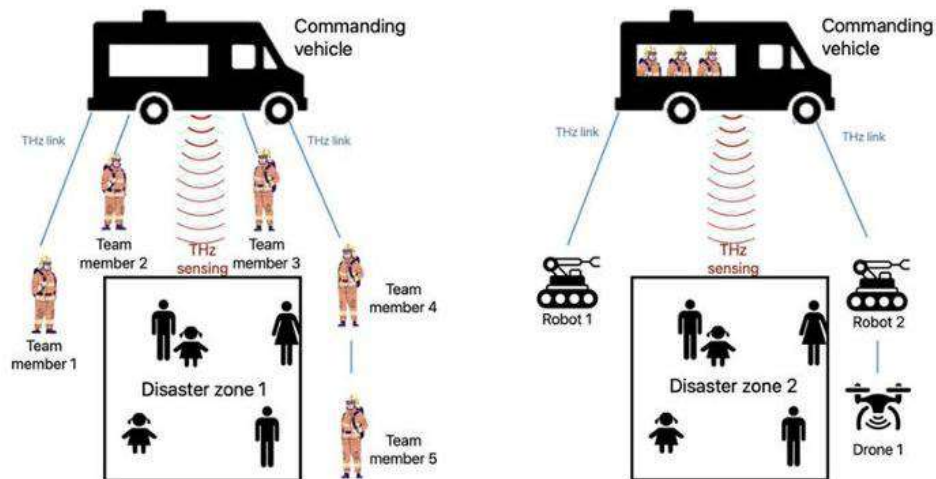 Commanding
vehicle
THz link
THz link
Team
member 2
Team
member 3
THz
sensing
Team
member 1
Team
member 4
Disaster zone 1
Team
member 5
Commanding
vehicle
THz link
THz link
THz
sensing
Robot 1
Robot 2
Disaster zone 2
Drone 1